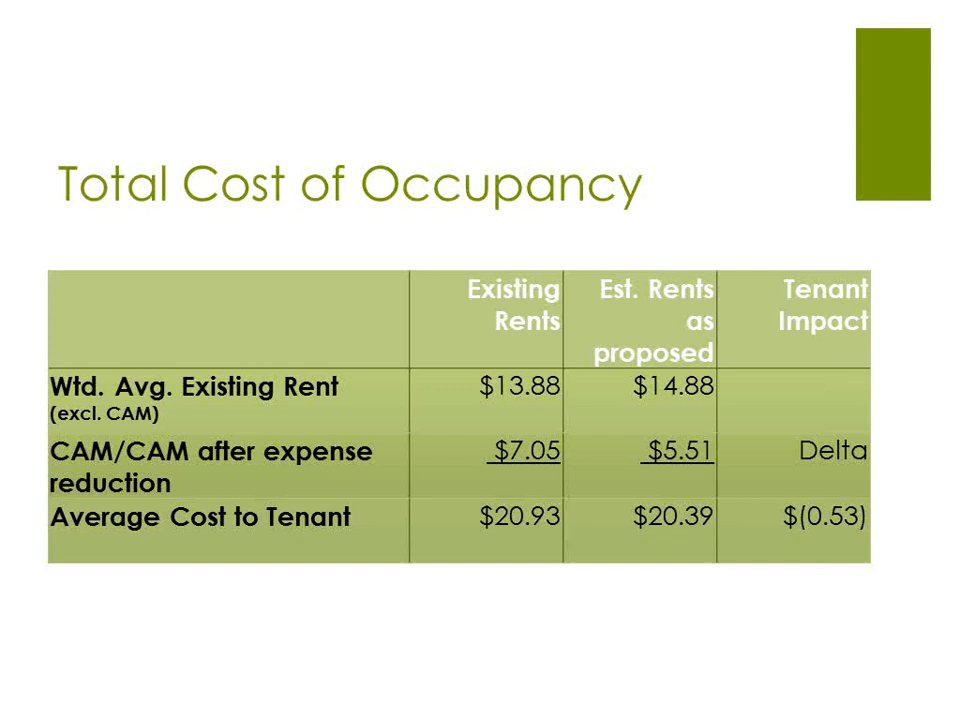 Total Cost of Occupancy
Existing Rents
Est. Rents as proposed
Tenant Impact
Wtd. Avg. Existing Rent $13.88 $14.88
(excl. CAM)
CAM/CAM after expense reduction $7.05 $5.51 Delta
Average Cost to Tenant $20.93 $20.39 $(0.53)